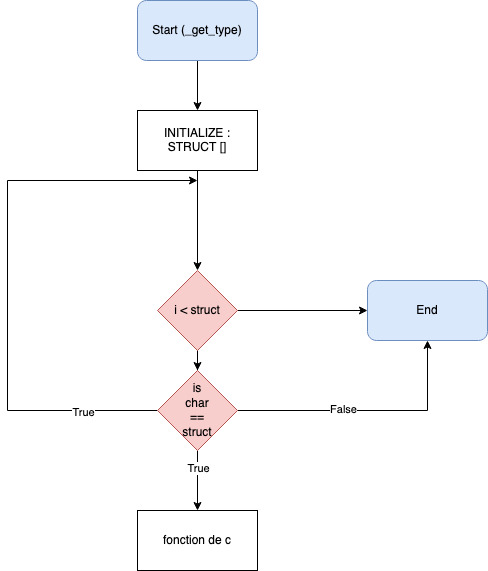 Start (_get_type)
INITIALIZE :
STRUCT []
i < struct
End
is
char
==
struct
True
False
True
fonction de c